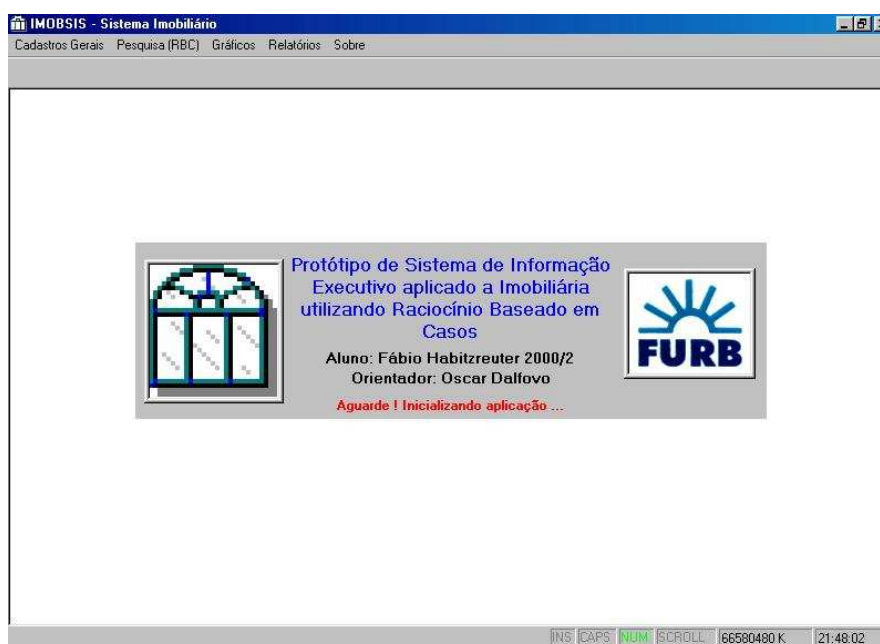 IMOBSIS - Sistema Imobiliário
Cadastros Gerais Pesquisa (RBC) Gráficos Relatórios Sobre
Protótipo de Sistema de Informação
Executivo aplicado a Imobiliária
utilizando Raciocínio Baseado em
Casos
Aluno: Fábio Habitzreuter 2000/2
Orientador: Oscar Dalfovo
Aguarde ! Inicializando aplicação ...
FURB
INS CAPS NUM SCROLL 66580480 K 21:48:02